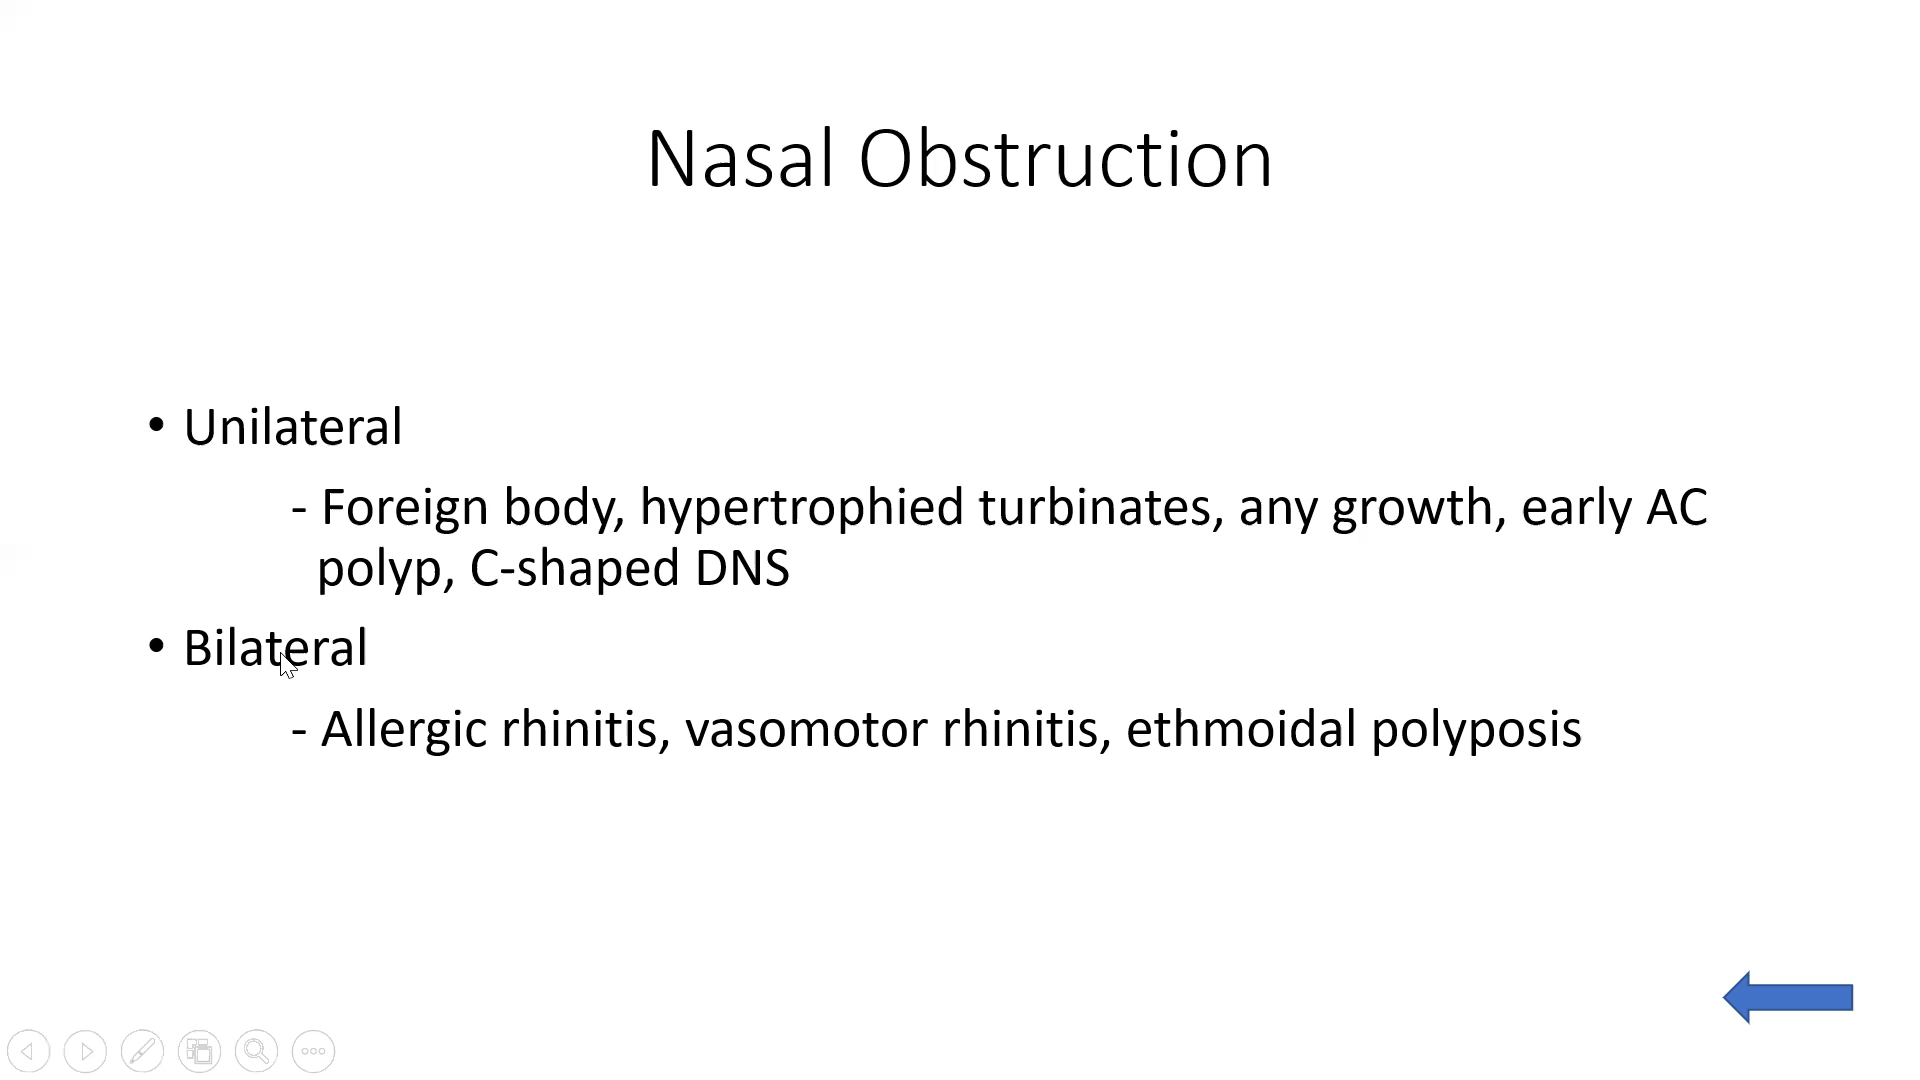 Nasal Obstruction
• Unilateral
- Foreign body, hypertrophied turbinates, any growth, early AC
polyp, C-shaped DNS
• Bilateral
- Allergic rhinitis, vasomotor rhinitis, ethmoidal polyposis